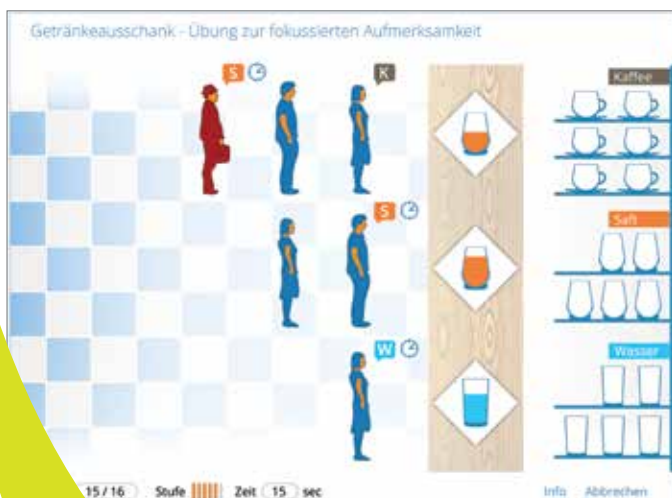 Getränkeausschank - Übung zur fokussierten Aufmerksamkeit
S K
Kaffee
S
Saft
W
Wasser
15 / 16 Stufe Zeit 15 sec
Info Abbrechen